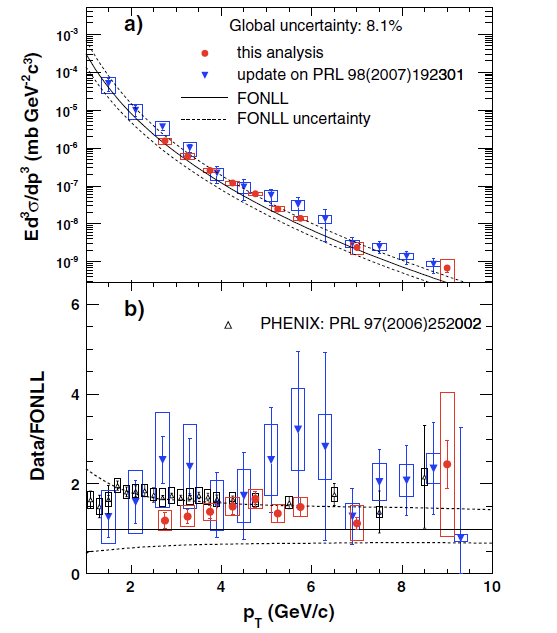 a)
Global uncertainty: 8.1%
this analysis
update on PRL 98(2007)192301
FONLL
FONLL uncertainty
10⁻³
10⁻⁴
10⁻⁵
10⁻⁶
10⁻⁷
10⁻⁸
10⁻⁹
Ed³σ/dp³ (mb GeV⁻²c³)
b)
PHENIX: PRL 97(2006)252002
6
4
2
0
Data/FONLL
2 4 6 8 10
p_T (GeV/c)